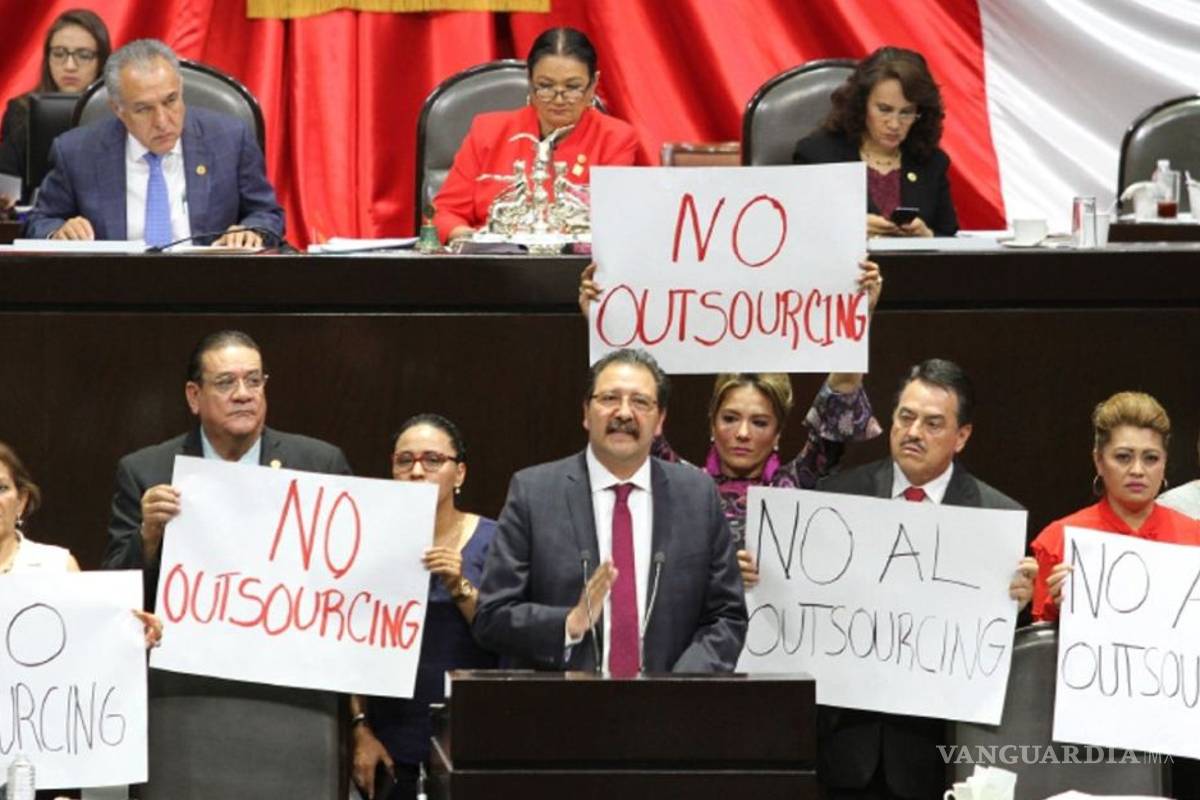 NO
OUTSOURCING
NO
OUTSOURCING
NO AL
OUTSOURCING
O
URCING
NO A
OUTSOU
VANGUARDIA MX